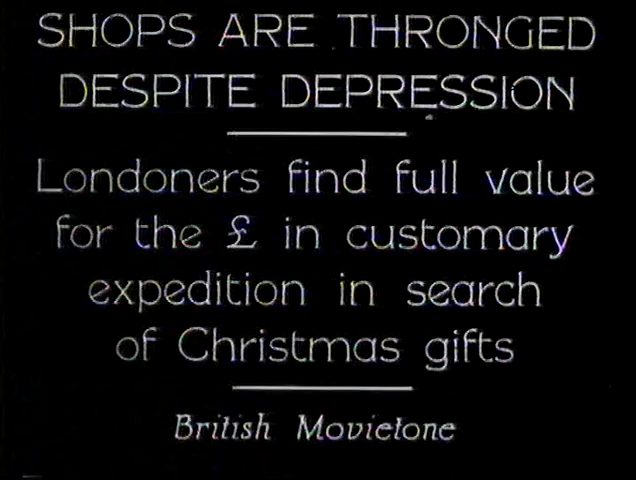 SHOPS ARE THRONGED
DESPITE DEPRESSION
Londoners find full value
for the £ in customary
expedition in search
of Christmas gifts
British Movietone